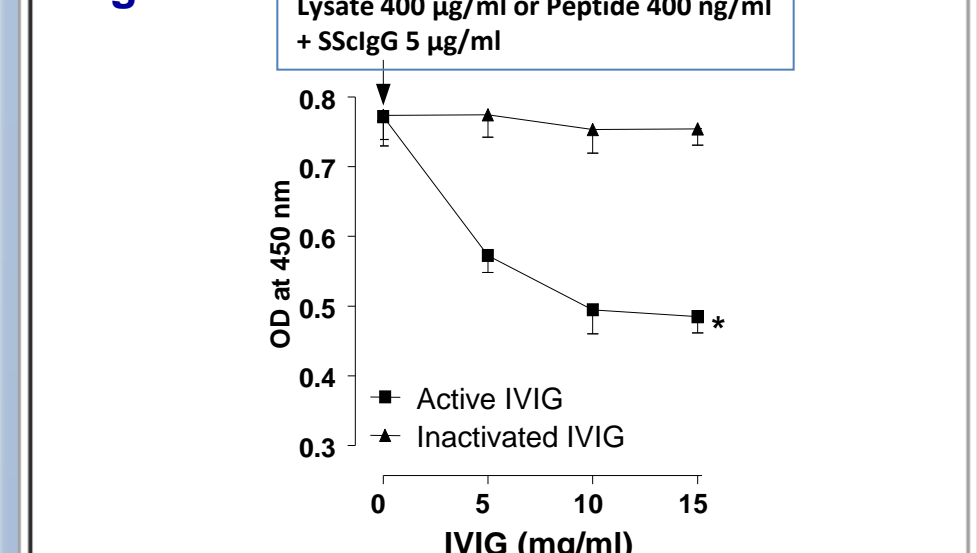 g
Lysate 400 µg/ml or Peptide 400 ng/ml
+ SScIgG 5 µg/ml
0.8
0.7
0.6
0.5
0.4
0.3
OD at 450 nm
*
Active IVIG
Inactivated IVIG
0 5 10 15
IVIG (mg/ml)